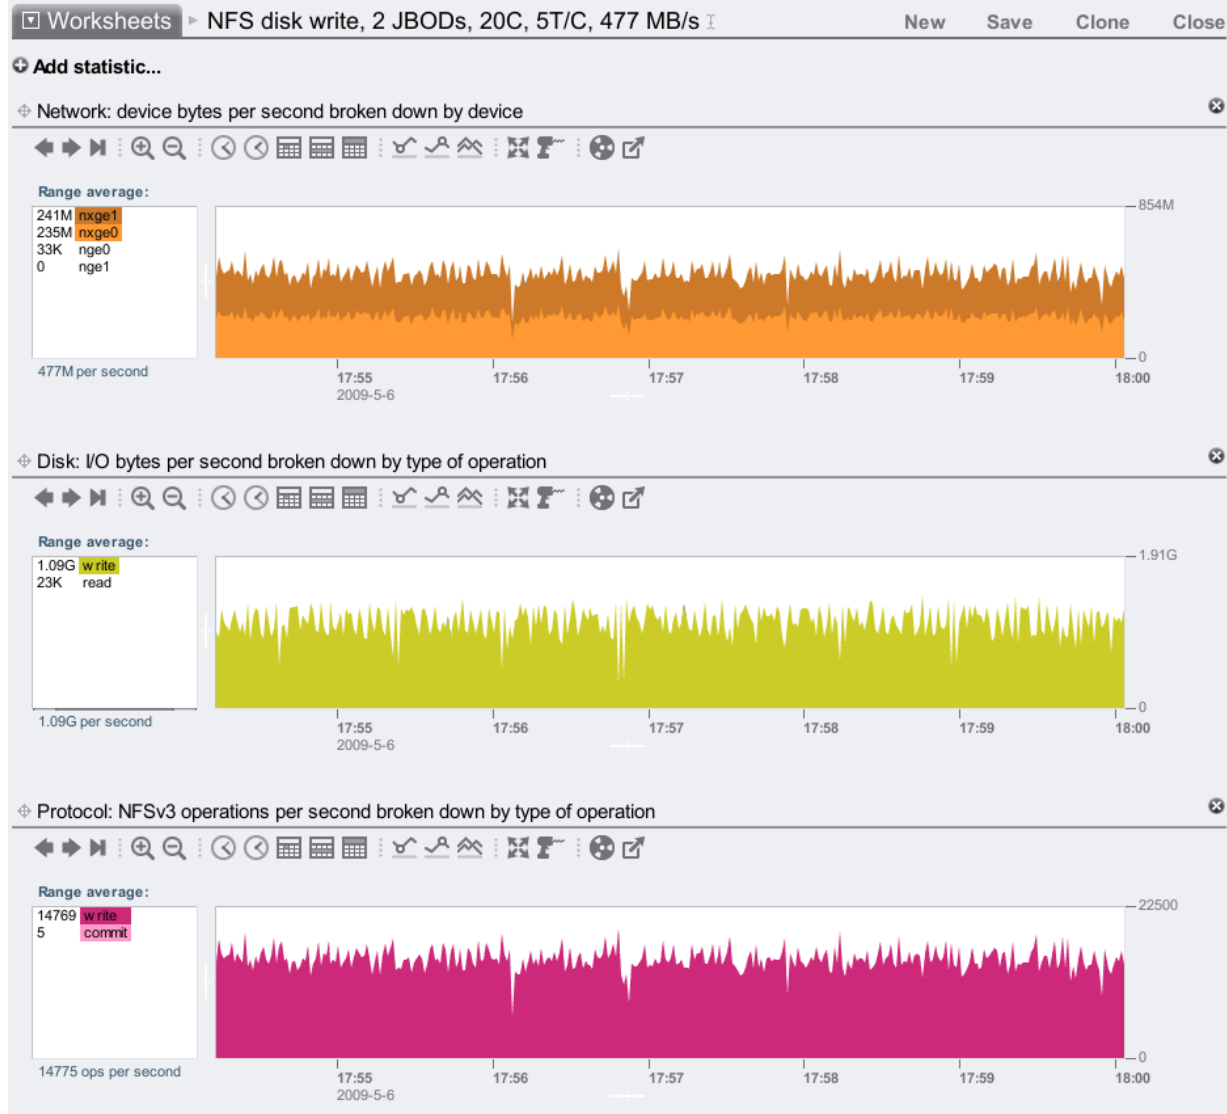 Worksheets NFS disk write, 2 JBODs, 20C, 5T/C, 477 MB/s New Save Clone Close
Add statistic...
Network: device bytes per second broken down by device
Range average:
241M nxge1
235M nxge0
33K nge0
0 nge1
854M
0
477M per second
17:55 17:56 17:57 17:58 17:59 18:00
2009-5-6
Disk: I/O bytes per second broken down by type of operation
Range average:
1.09G write
23K read
1.91G
0
1.09G per second
17:55 17:56 17:57 17:58 17:59 18:00
2009-5-6
Protocol: NFSv3 operations per second broken down by type of operation
Range average:
14769 write
5 commit
22500
0
14775 ops per second
17:55 17:56 17:57 17:58 17:59 18:00
2009-5-6